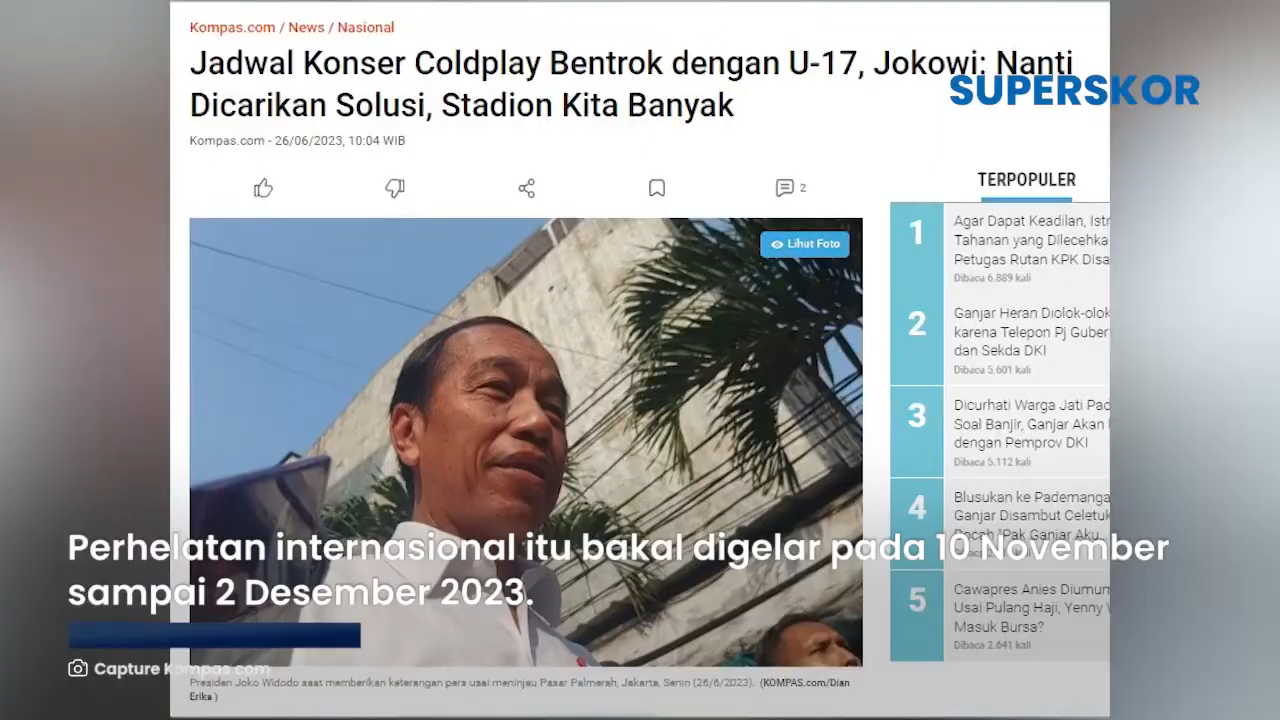 Kompas.com / News / Nasional
Jadwal Konser Coldplay Bentrok dengan U-17, Jokowi: Nanti
Dicarikan Solusi, Stadion Kita Banyak
SUPERSKOR
Kompas.com - 26/06/2023, 10:04 WIB
2
Lihat Foto
TERPOPULER
1
Agar Dapat Keadilan, Istr
Tahanan yang Dilecehka
Petugas Rutan KPK Disa
Dibaca 6.889 kali
2
Ganjar Heran Diolok-olok
karena Telepon Pj Guber
dan Sekda DKI
Dibaca 5.601 kali
3
Dicurhati Warga Jati Pad
Soal Banjir, Ganjar Akan
dengan Pemprov DKI
Dibaca 5.112 kali
4
Blusukan ke Pademanga
Ganjar Disambut Celetuk
"Pak Ganjar Aku...
5
Cawapres Anies Diumum
Usai Pulang Haji, Yenny
Masuk Bursa?
Dibaca 2.641 kali
Perhelatan internasional itu bakal digelar pada 10 November
sampai 2 Desember 2023.
Capture Kompas.com
Presiden Joko Widodo saat memberikan keterangan pers usai meninjau Pasar Palmerah, Jakarta, Senin (26/6/2023). (KOMPAS.com/Dian
Erika )